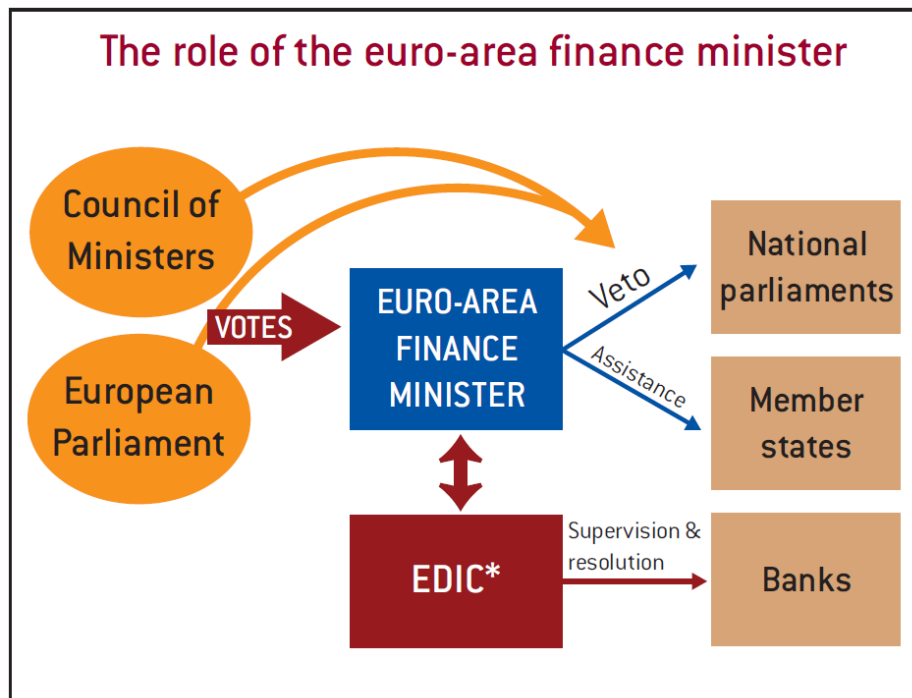 The role of the euro-area finance minister
Council of
Ministers
European
Parliament
VOTES
EURO-AREA
FINANCE
MINISTER
Veto
Assistance
National
parliaments
Member
states
EDIC*
Supervision &
resolution
Banks